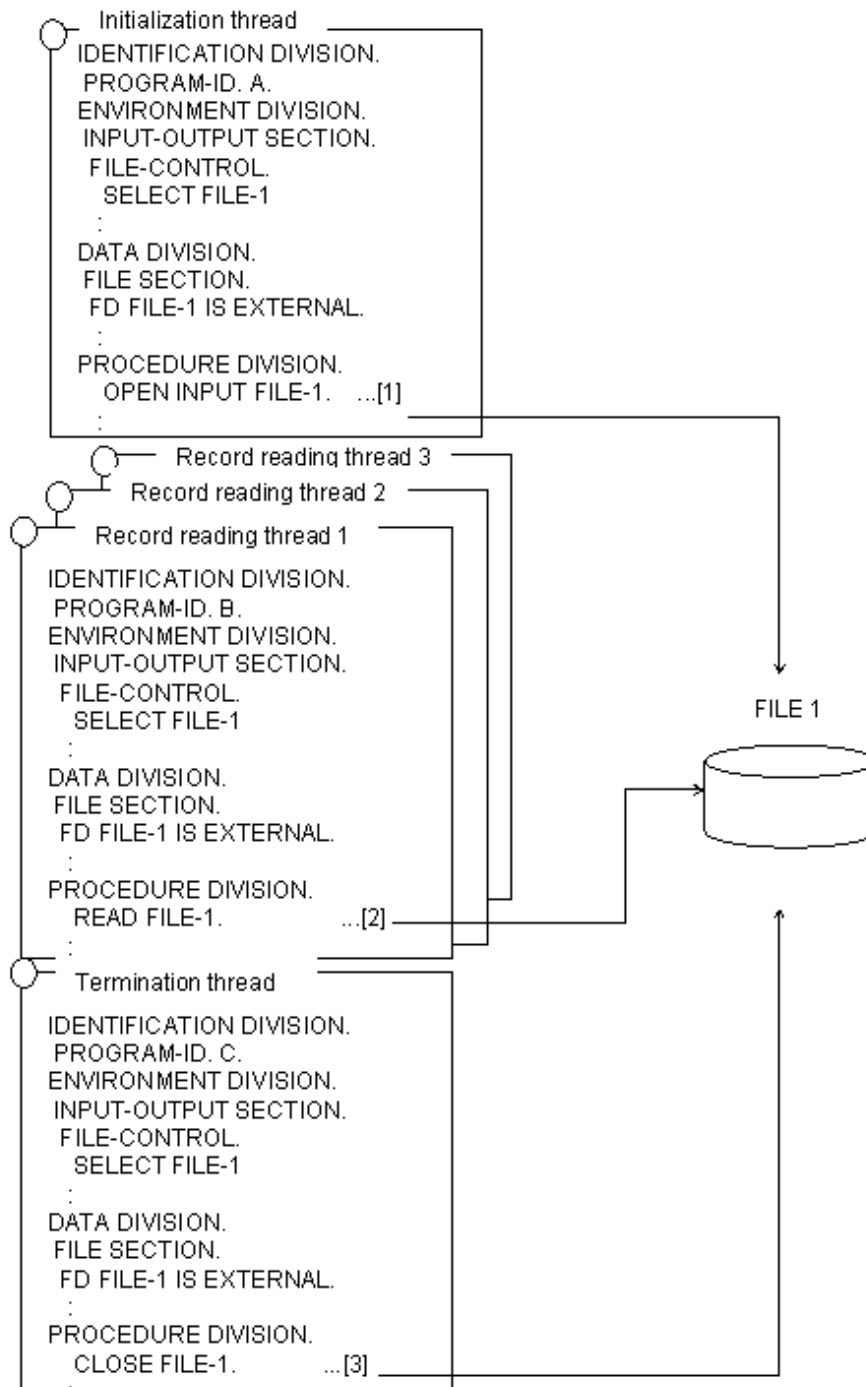 Initialization thread
IDENTIFICATION DIVISION.
PROGRAM-ID. A.
ENVIRONMENT DIVISION.
INPUT-OUTPUT SECTION.
FILE-CONTROL.
SELECT FILE-1
:
DATA DIVISION.
FILE SECTION.
FD FILE-1 IS EXTERNAL.
:
PROCEDURE DIVISION.
OPEN INPUT FILE-1. ...[1]
:
Record reading thread 3
Record reading thread 2
Record reading thread 1
IDENTIFICATION DIVISION.
PROGRAM-ID. B.
ENVIRONMENT DIVISION.
INPUT-OUTPUT SECTION.
FILE-CONTROL.
SELECT FILE-1
:
DATA DIVISION.
FILE SECTION.
FD FILE-1 IS EXTERNAL.
:
PROCEDURE DIVISION.
READ FILE-1. ...[2]
:
FILE 1
Termination thread
IDENTIFICATION DIVISION.
PROGRAM-ID. C.
ENVIRONMENT DIVISION.
INPUT-OUTPUT SECTION.
FILE-CONTROL.
SELECT FILE-1
:
DATA DIVISION.
FILE SECTION.
FD FILE-1 IS EXTERNAL.
:
PROCEDURE DIVISION.
CLOSE FILE-1. ...[3]
: